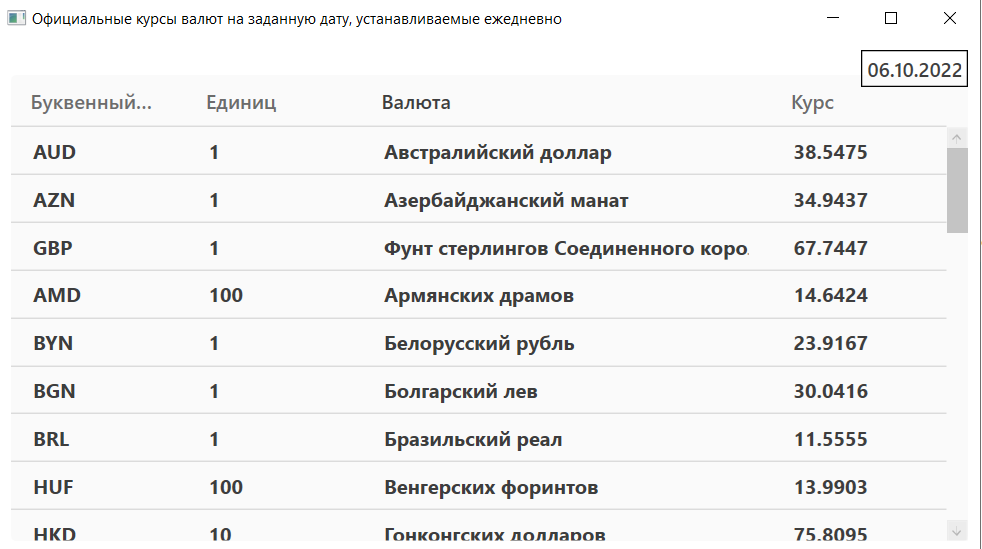 Официальные курсы валют на заданную дату, устанавливаемые ежедневно
06.10.2022
Буквенный... Единиц Валюта Курс
AUD 1 Австралийский доллар 38.5475
AZN 1 Азербайджанский манат 34.9437
GBP 1 Фунт стерлингов Соединенного коро. 67.7447
AMD 100 Армянских драмов 14.6424
BYN 1 Белорусский рубль 23.9167
BGN 1 Болгарский лев 30.0416
BRL 1 Бразильский реал 11.5555
HUF 100 Венгерских форинтов 13.9903
HKD 10 Гонконгских долларов 75.8095